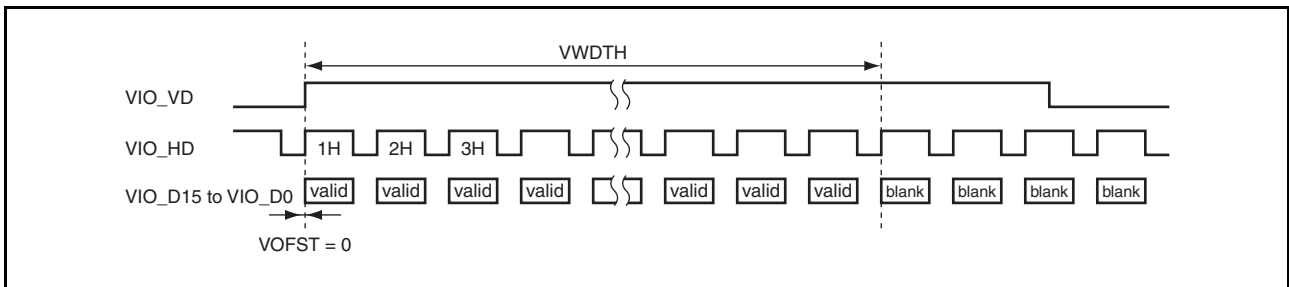 VWDTH
VIO_VD
VIO_HD 1H 2H 3H
VIO_D15 to VIO_D0 valid valid valid valid valid valid valid blank blank blank blank
VOFST = 0